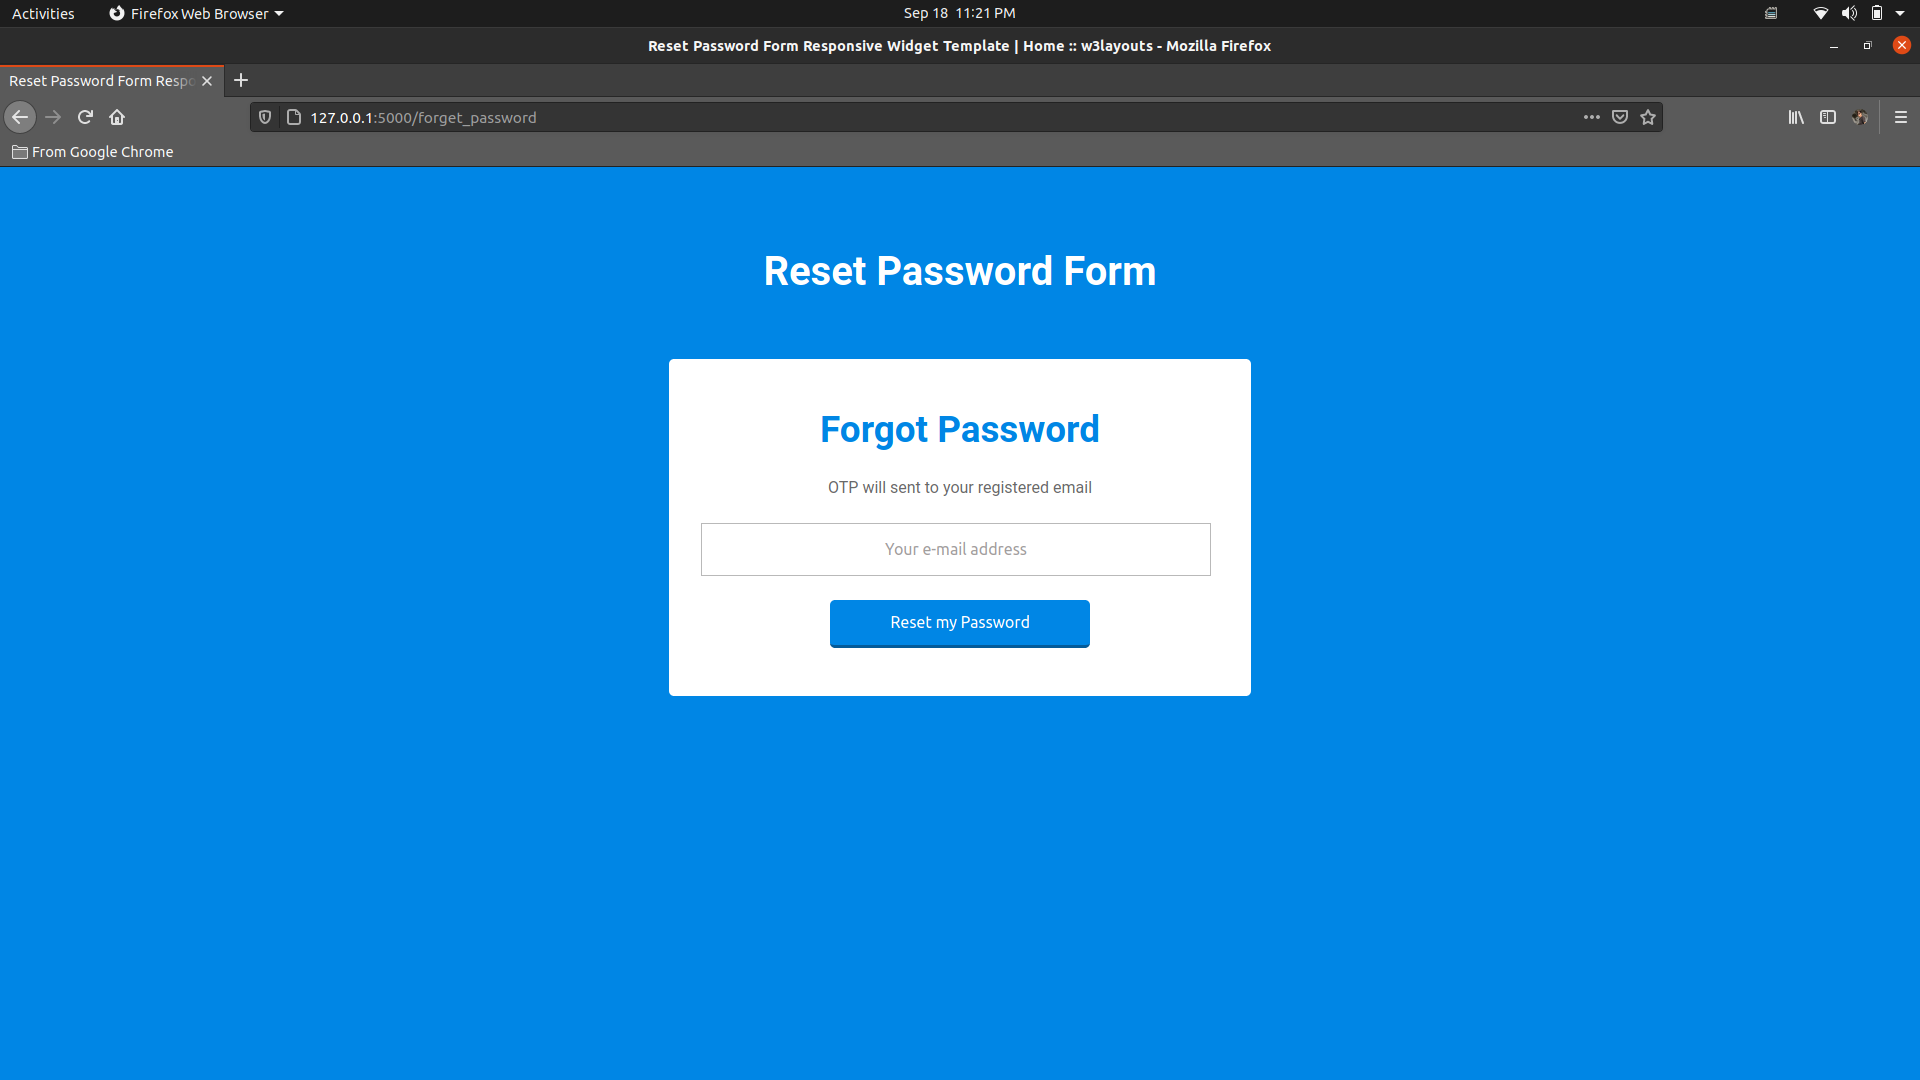 Activities
Firefox Web Browser
Sep 18 11:21 PM
Reset Password Form Responsive Widget Template | Home :: w3layouts - Mozilla Firefox
Reset Password Form Respo
127.0.0.1:5000/forget_password
From Google Chrome
Reset Password Form
Forgot Password
OTP will sent to your registered email
Your e-mail address
Reset my Password